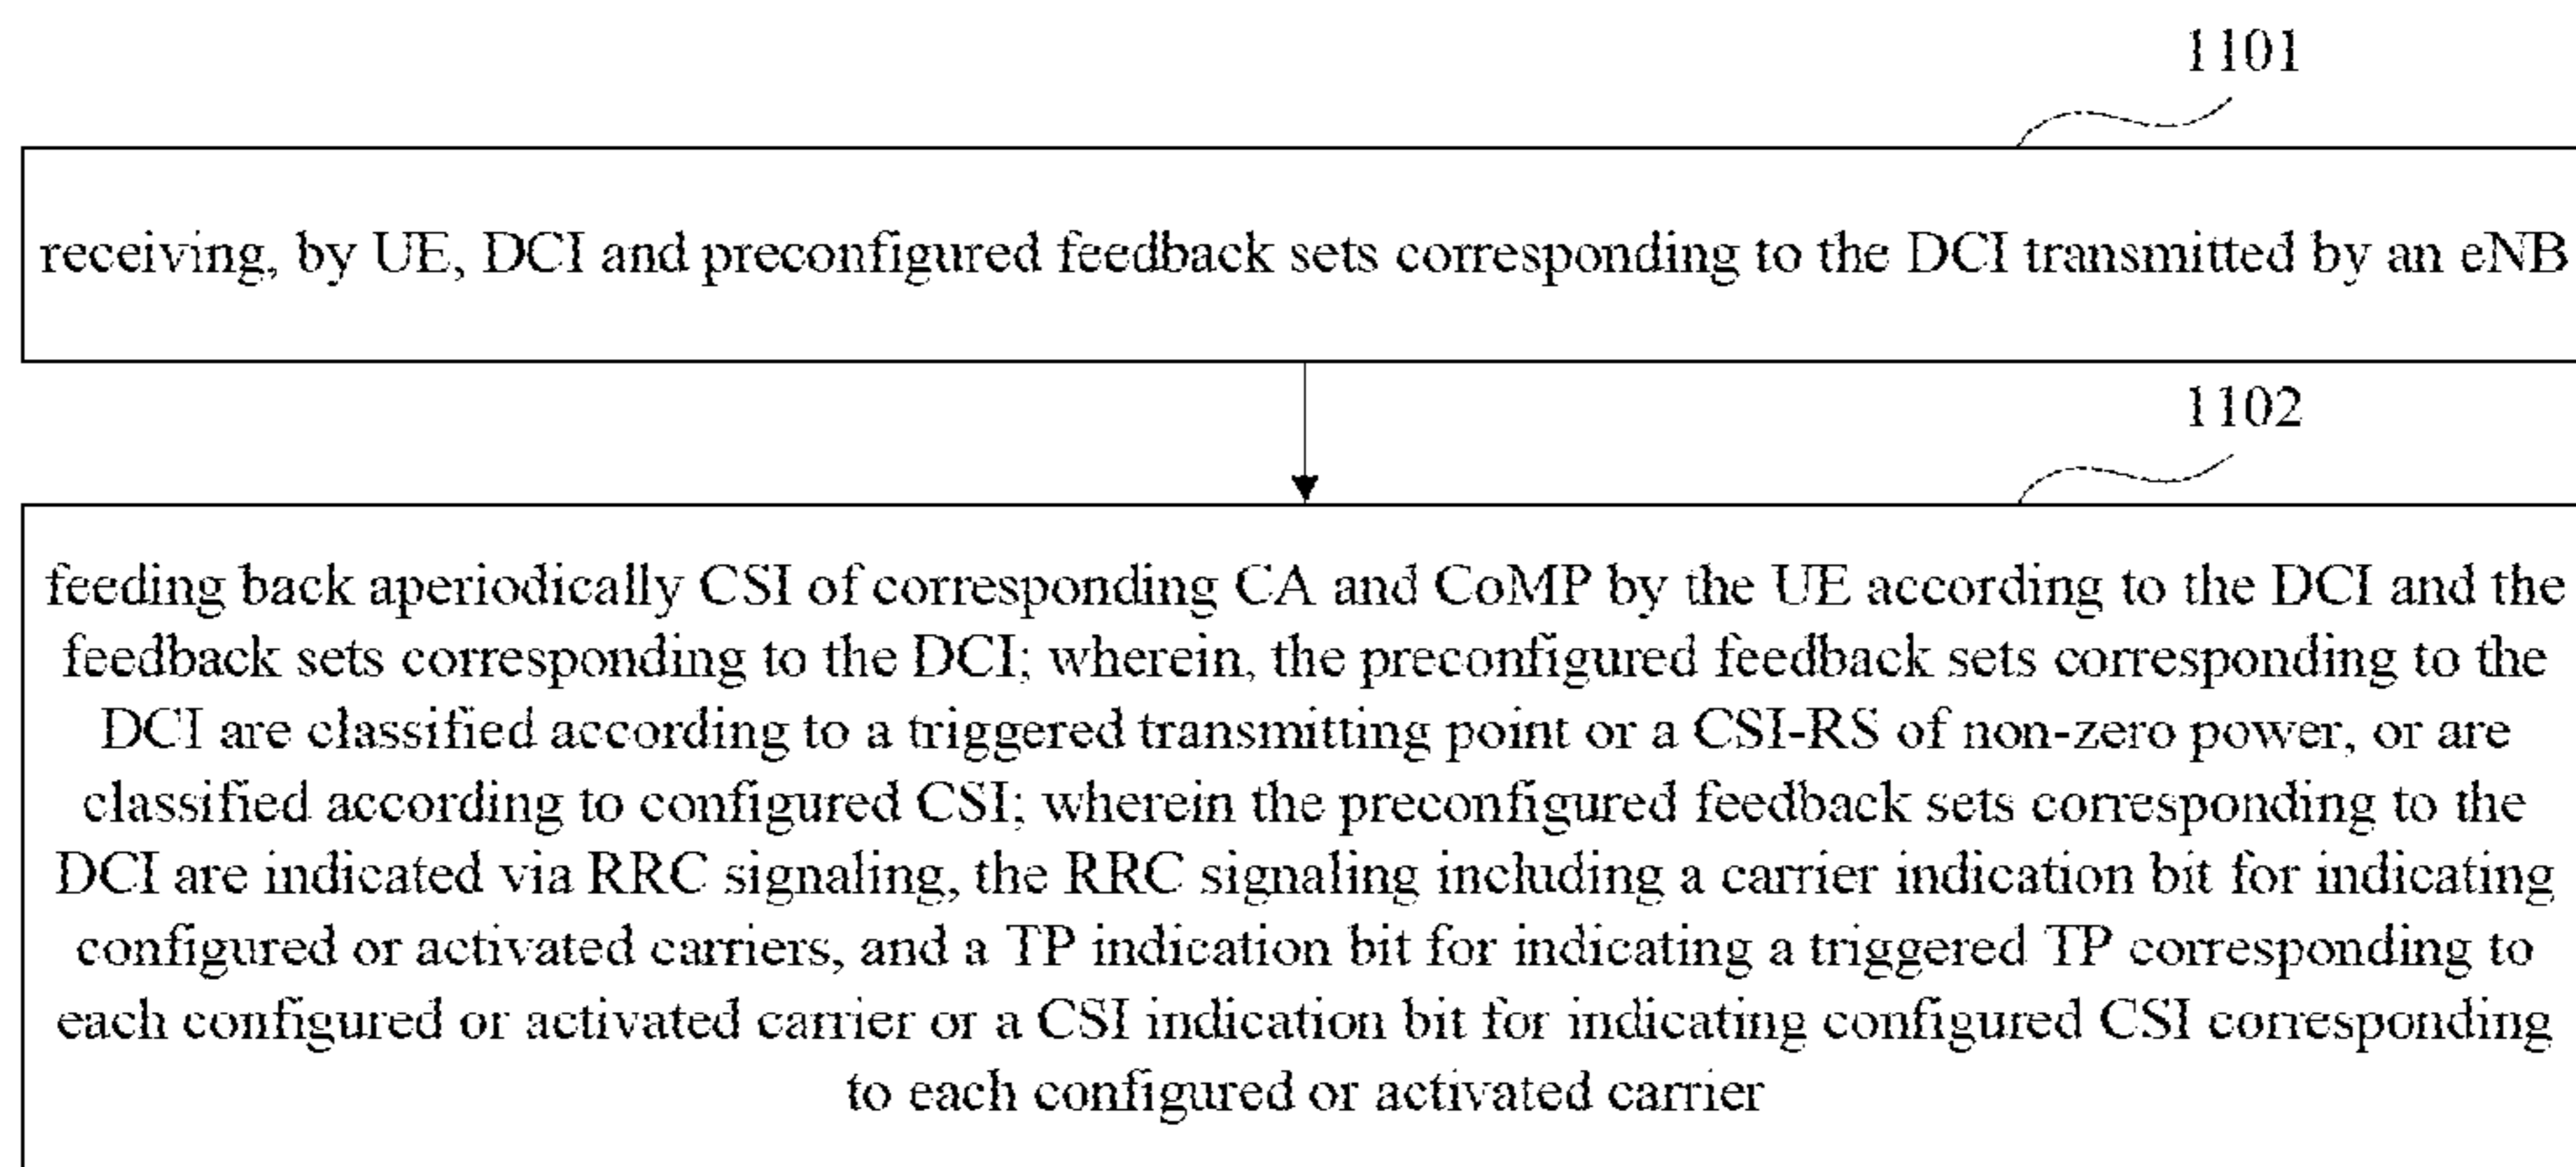 1101
receiving, by UE, DCI and preconfigured feedback sets corresponding to the DCI transmitted by an eNB
1102
feeding back aperiodically CSI of corresponding CA and CoMP by the UE according to the DCI and the
feedback sets corresponding to the DCI; wherein, the preconfigured feedback sets corresponding to the
DCI are classified according to a triggered transmitting point or a CSI-RS of non-zero power, or are
classified according to configured CSI; wherein the preconfigured feedback sets corresponding to the
DCI are indicated via RRC signaling, the RRC signaling including a carrier indication bit for indicating
configured or activated carriers, and a TP indication bit for indicating a triggered TP corresponding to
each configured or activated carrier or a CSI indication bit for indicating configured CSI corresponding
to each configured or activated carrier